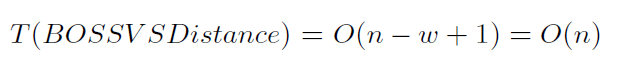 T(BOSSVSDistance) = O(n − w + 1) = O(n)